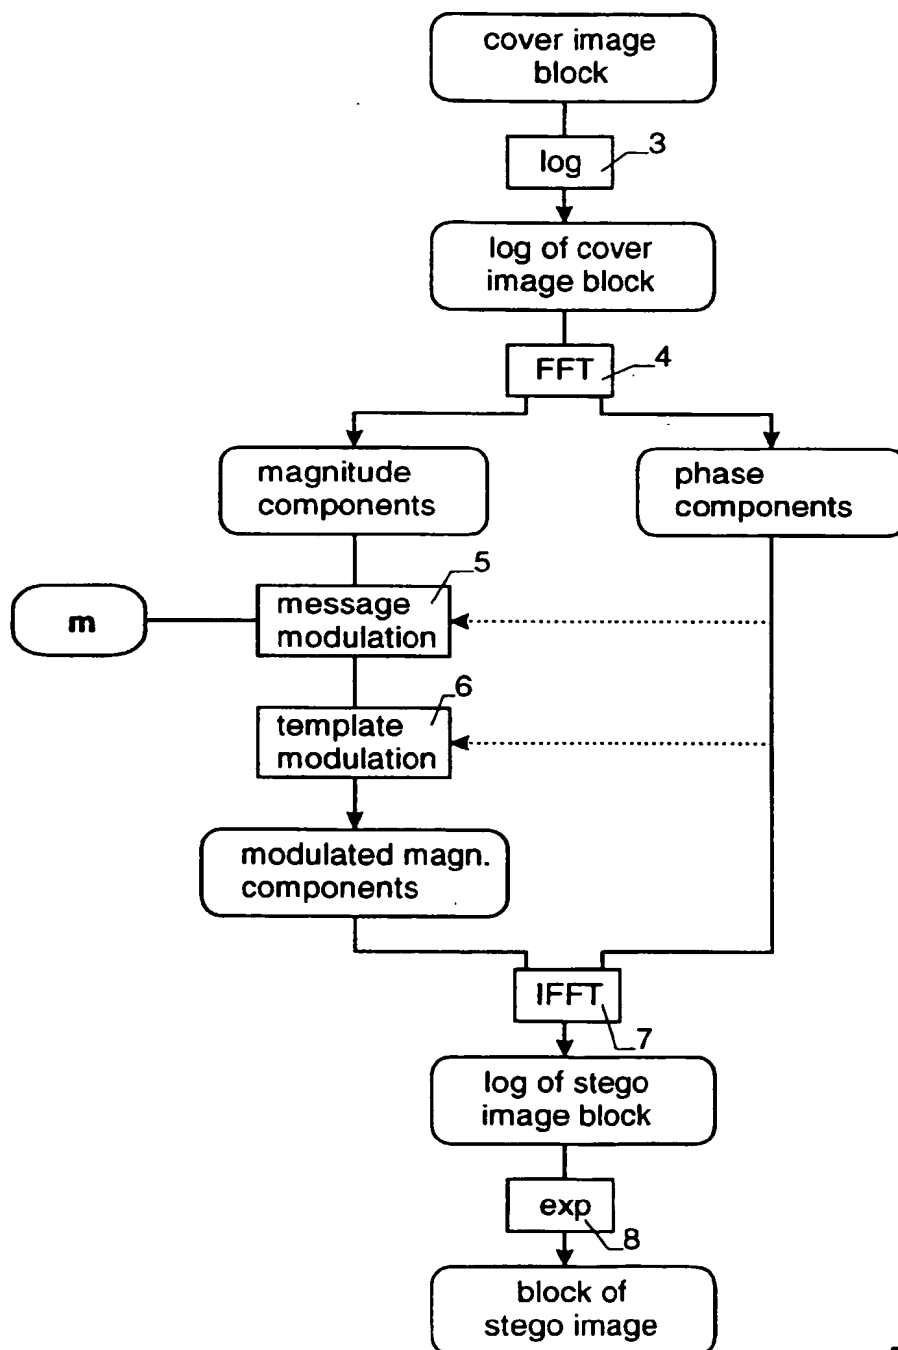 cover image
block
log
3
log of cover
image block
FFT
4
magnitude
components
phase
components
m
message
modulation
5
template
modulation
6
modulated magn.
components
IFFT
7
log of stego
image block
exp
8
block of
stego image